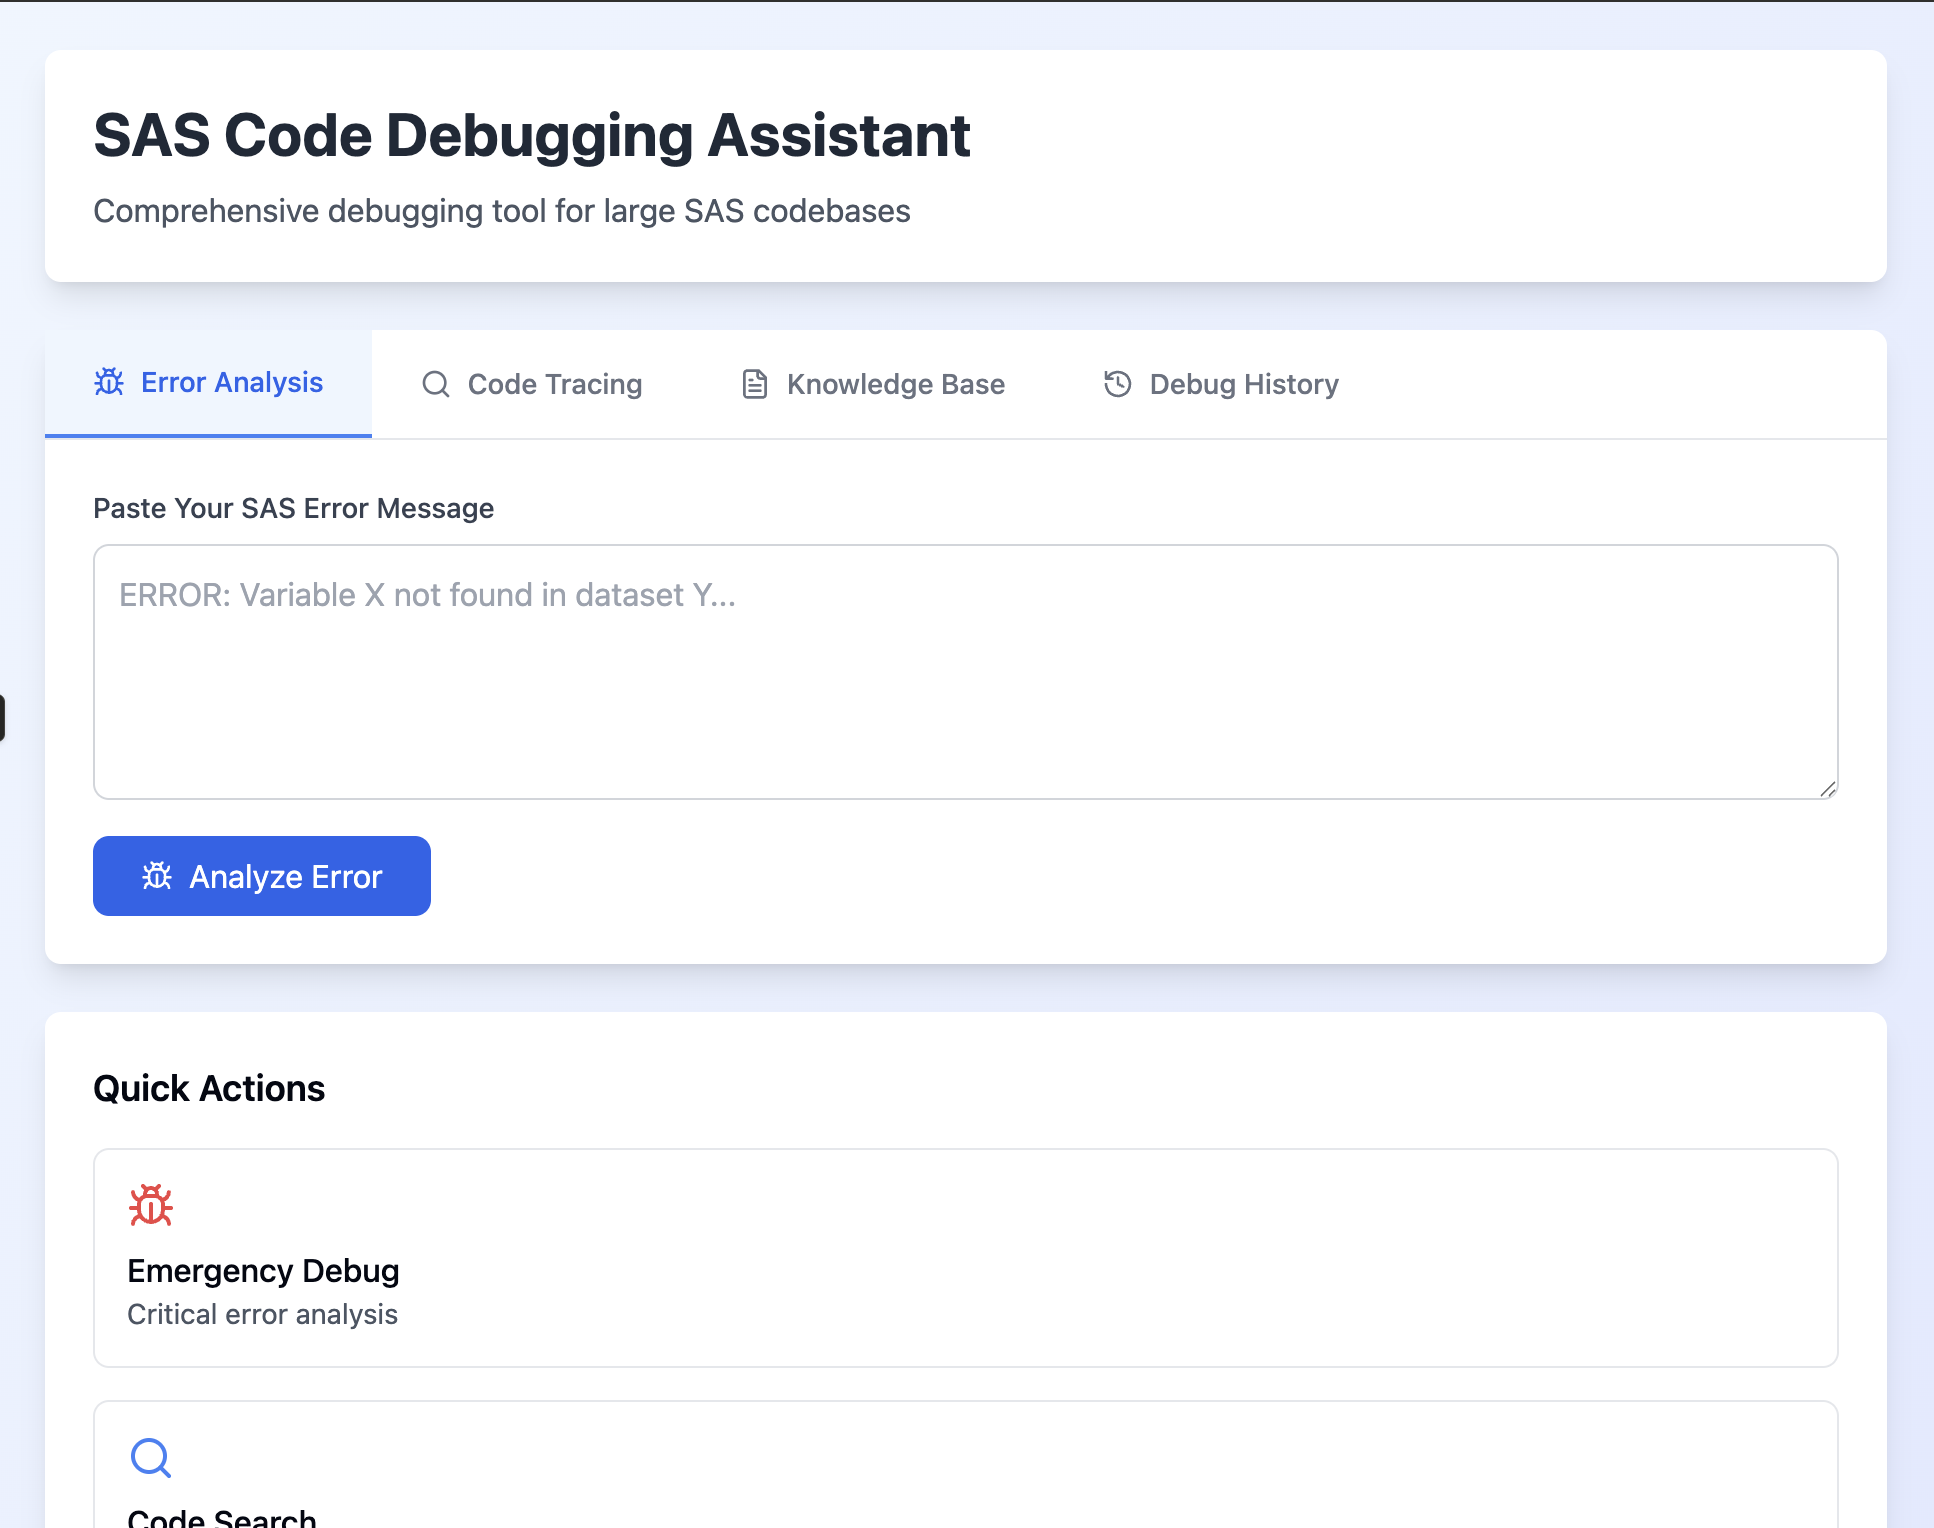 SAS Code Debugging Assistant
Comprehensive debugging tool for large SAS codebases
Error Analysis
Code Tracing
Knowledge Base
Debug History
Paste Your SAS Error Message
ERROR: Variable X not found in dataset Y...
Analyze Error
Quick Actions
Emergency Debug
Critical error analysis
Code Search